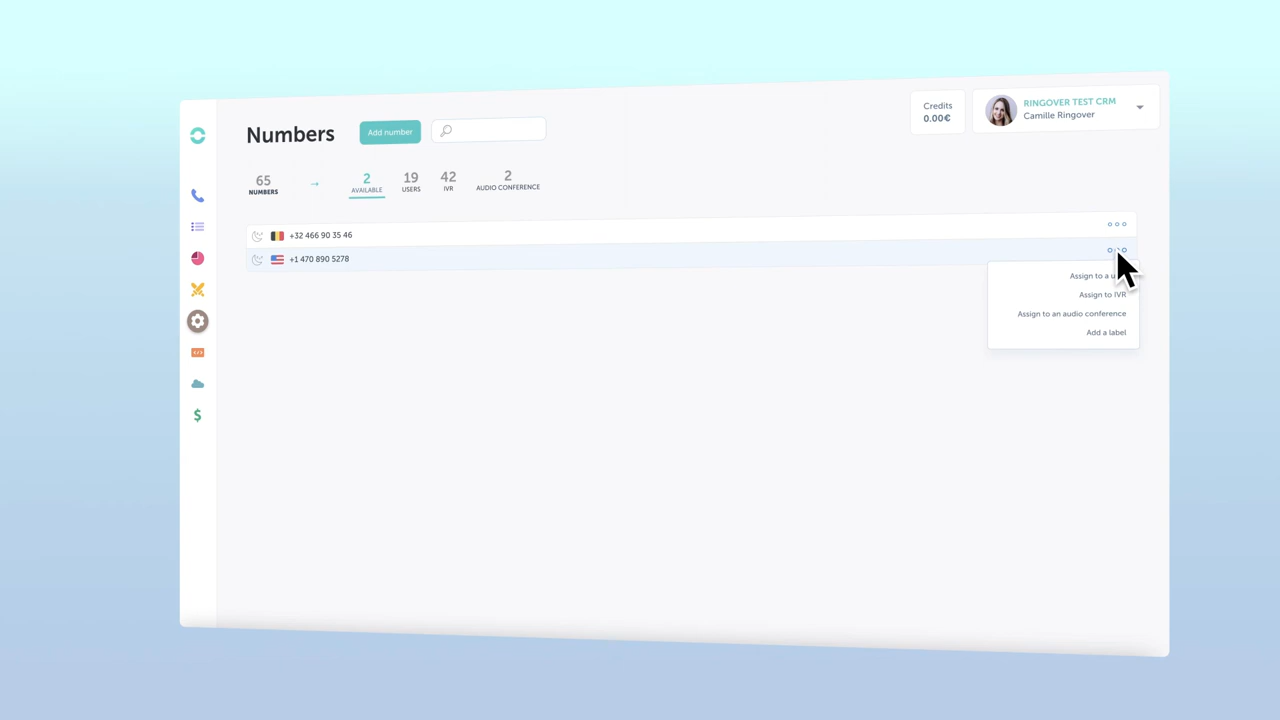 Credits
0.00€
RINGOVER TEST CRM
Camille Ringover
Numbers
Add number
65
NUMBERS
→
2
AVAILABLE
19
USERS
42
IVR
2
AUDIO CONFERENCE
+32 466 90 35 46
+1 470 890 5278
Assign to a
Assign to IVR
Assign to an audio conference
Add a label
$